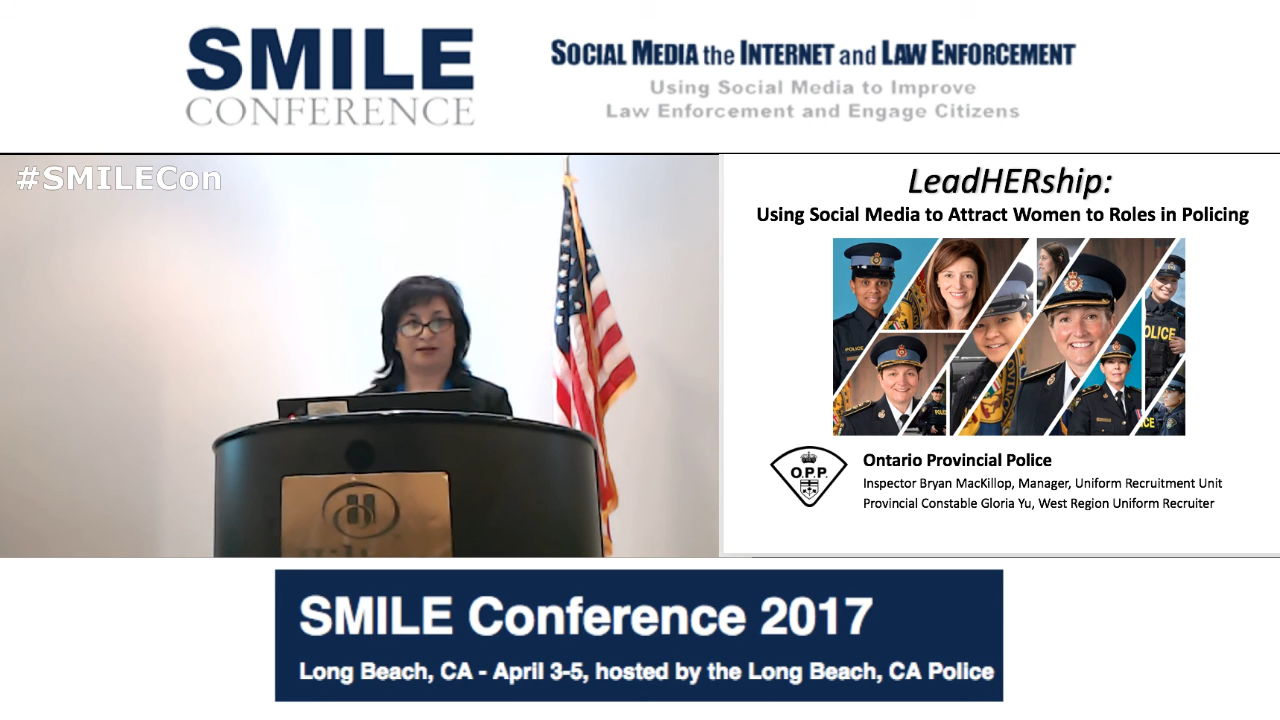 SMILE
CONFERENCE
SOCIAL MEDIA the INTERNET and LAW ENFORCEMENT
Using Social Media to Improve
Law Enforcement and Engage Citizens
#SMILECon
LeadHERship:
Using Social Media to Attract Women to Roles in Policing
POLICE
POLICE
O.P.P.
Ontario Provincial Police
Inspector Bryan MacKillop, Manager, Uniform Recruitment Unit
Provincial Constable Gloria Yu, West Region Uniform Recruiter
SMILE Conference 2017
Long Beach, CA - April 3-5, hosted by the Long Beach, CA Police